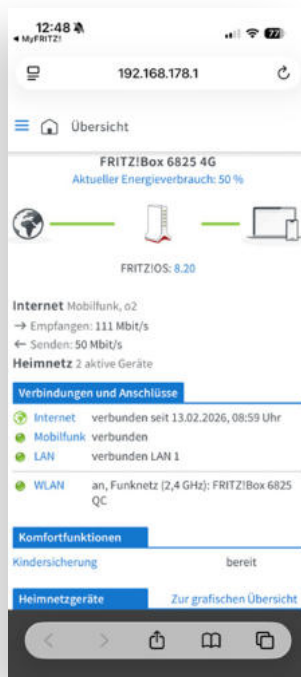 12:48
◀ MyFRITZ!
77
192.168.178.1
Übersicht
FRITZ!Box 6825 4G
Aktueller Energieverbrauch: 50 %
FRITZ!OS: 8.20
Internet Mobilfunk, o2
→ Empfangen: 111 Mbit/s
← Senden: 50 Mbit/s
Heimnetz 2 aktive Geräte
Verbindungen und Anschlüsse
Internet verbunden seit 13.02.2026, 08:59 Uhr
Mobilfunk verbunden
LAN verbunden LAN 1
WLAN an, Funknetz (2,4 GHz): FRITZ!Box 6825
QC
Komfortfunktionen
Kindersicherung bereit
Heimnetzgeräte Zur grafischen Übersicht